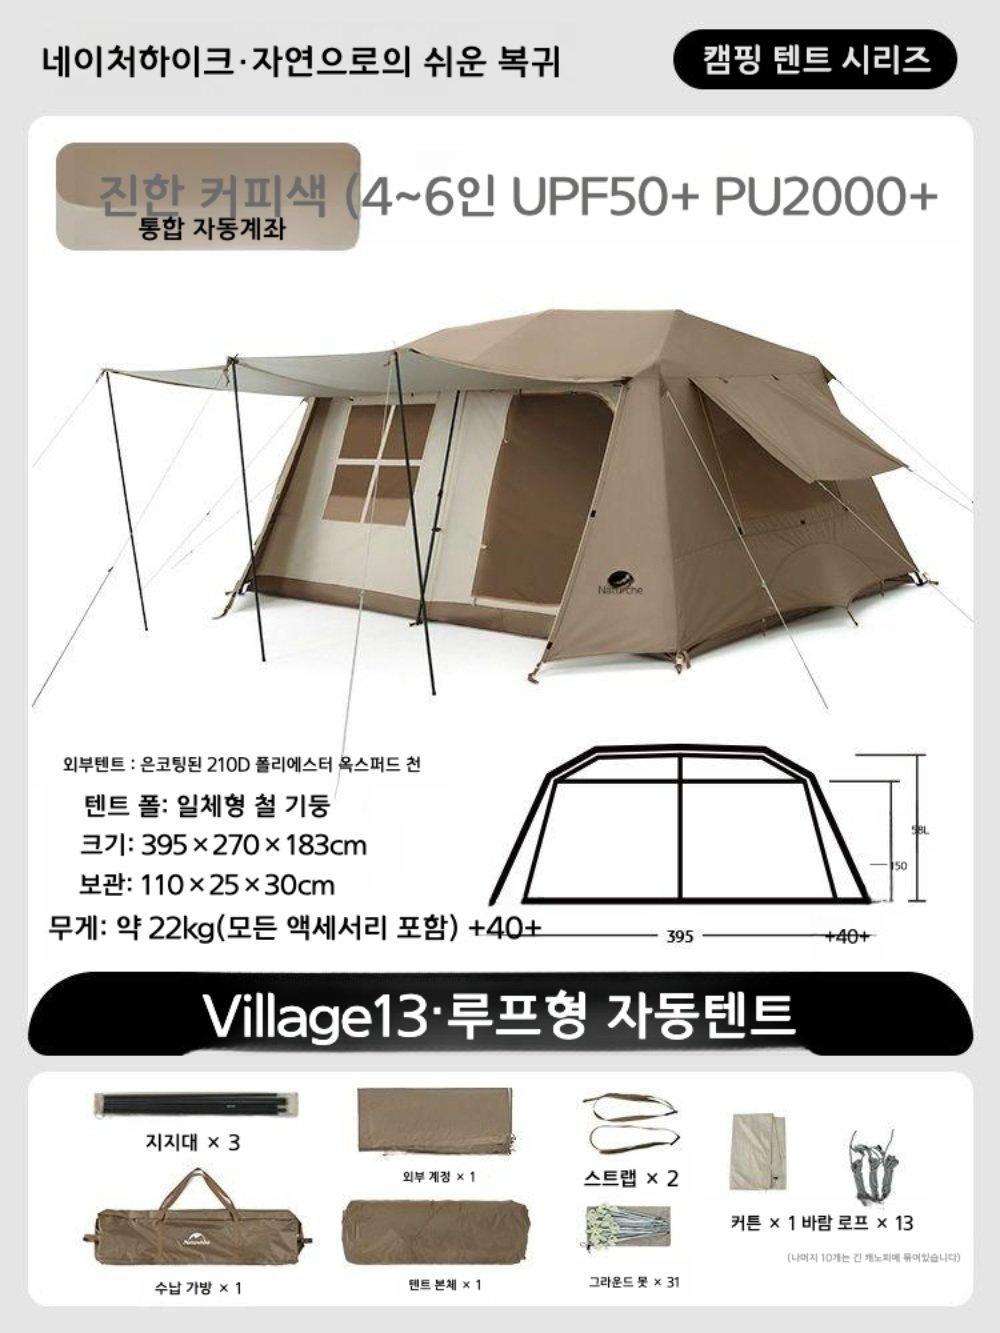 네이처하이크·자연으로의 쉬운 복귀
캠핑 텐트 시리즈
진한 커피색 (4~6인 UPF50+ PU2000+
통합 자동계좌
Naturehe
외부텐트 : 은코팅된 210D 폴리에스터 옥스퍼드 천
텐트 폴: 일체형 철 기둥
크기: 395×270×183cm
보관: 110×25×30cm
무게: 약 22kg(모든 액세서리 포함) +40+
150
395
+40+
Village13·루프형 자동텐트
지지대 × 3
외부 계정 × 1
스트랩 × 2
커튼 × 1 바람 로프 × 13
(나머지 10개는 긴 캐노피에 묶여있습니다)
수납 가방 × 1
텐트 본체 × 1
그라운드 못 × 31